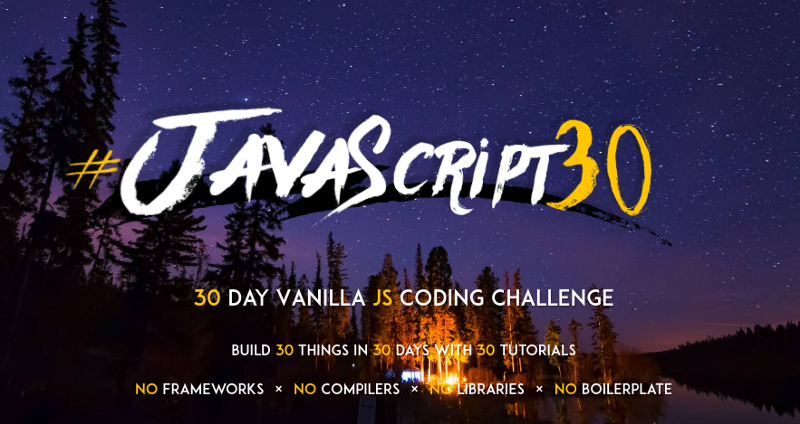 #JavaScript30
30 DAY VANILLA JS CODING CHALLENGE
BUILD 30 THINGS IN 30 DAYS WITH 30 TUTORIALS
NO FRAMEWORKS × NO COMPILERS × NO LIBRARIES × NO BOILERPLATE